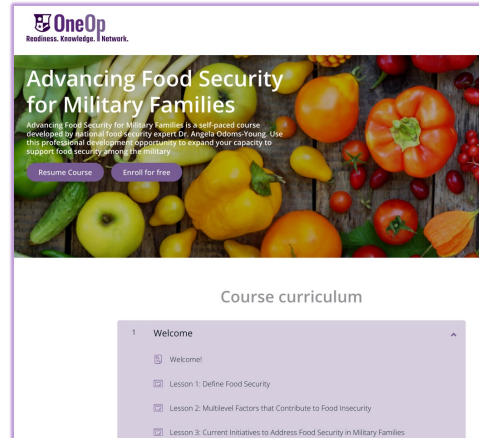 OneOp
Readiness. Knowledge. Network.
Advancing Food Security
for Military Families
Advancing Food Security for Military Families is a self-paced course
developed by national food security expert Dr. Angela Odoms-Young. Use
this professional development opportunity to expand your capacity to
support food security among the military
Resume Course Enroll for free
Course curriculum
1 Welcome
Welcome!
Lesson 1: Define Food Security
Lesson 2: Multilevel Factors that Contribute to Food Insecurity
Lesson 3: Current Initiatives to Address Food Security in Military Families